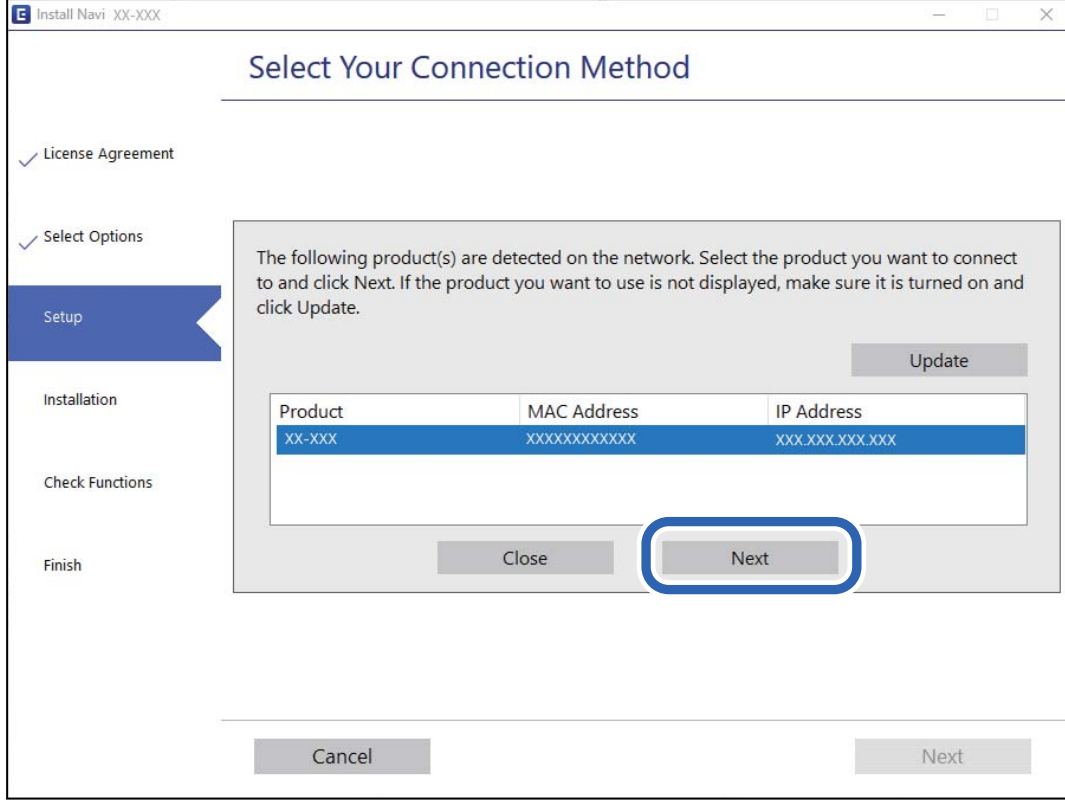 E Install Navi XX-XXX
Select Your Connection Method
License Agreement
Select Options
Setup
Installation
Check Functions
Finish
The following product(s) are detected on the network. Select the product you want to connect
to and click Next. If the product you want to use is not displayed, make sure it is turned on and
click Update.
Update
Product MAC Address IP Address
XX-XXX XXXXXXXXXXXX XXX.XXX.XXX.XXX
Close Next
Cancel Next